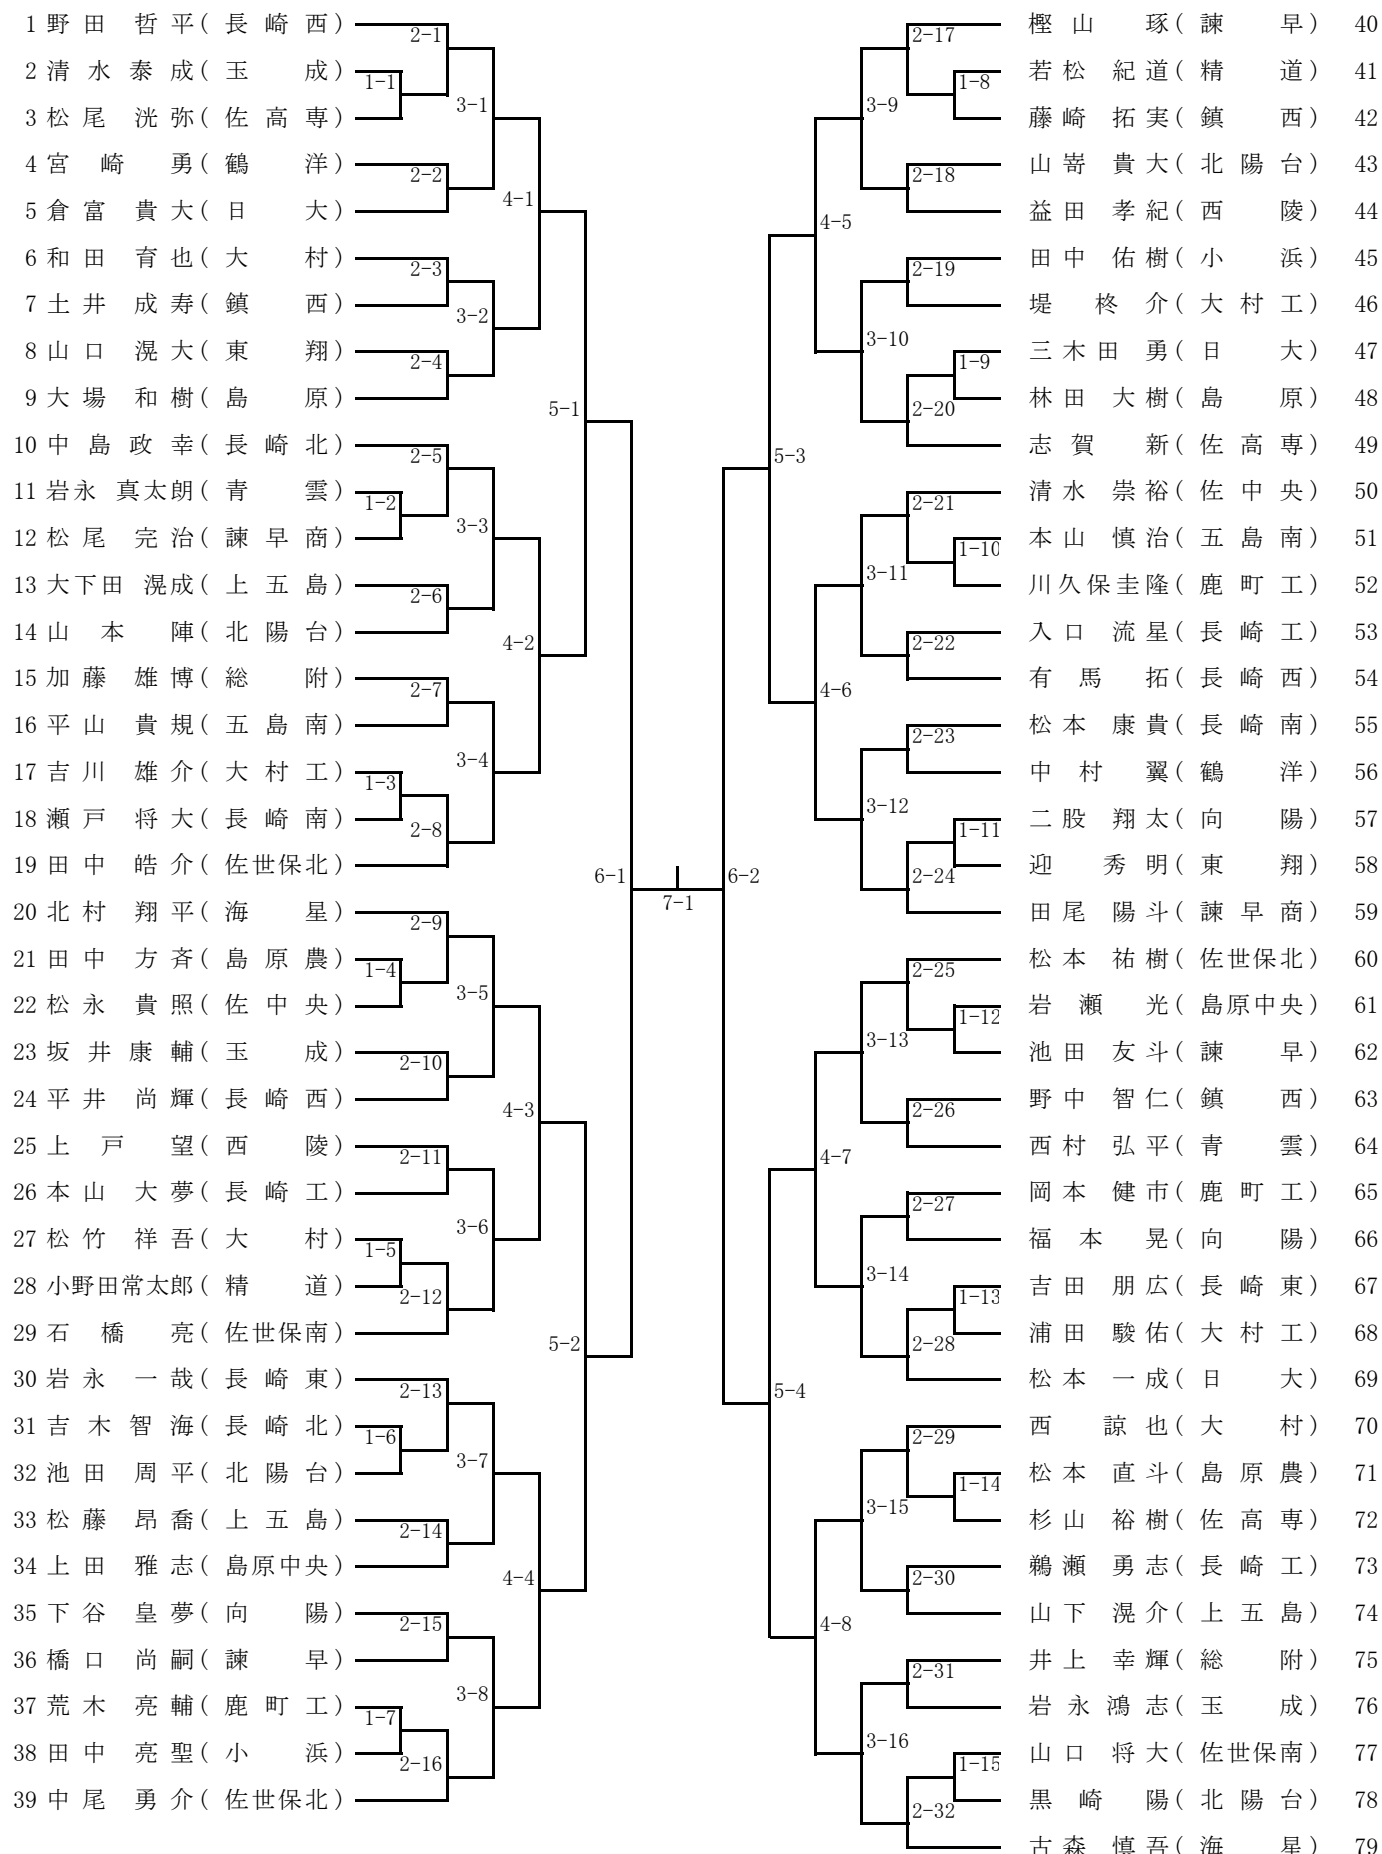 1 野田 哲平(長崎西)
2 清水泰成(玉成)
3 松尾 洸弥(佐高専)
4 宮崎 勇(鶴洋)
5 倉富貴大(日大)
6 和田 育也(大村)
7 土井 成寿(鎮西)
8 山口 滉大(東翔)
9 大場 和樹(島原)
10 中島政幸(長崎北)
11 岩永 真太朗(青雲)
12 松尾 完治(諫早商)
13 大下田 滉成(上五島)
14 山本 陣(北陽台)
15 加藤 雄博(総附)
16 平山 貴規(五島南)
17 吉川 雄介(大村工)
18 瀬戸 将大(長崎南)
19 田中 皓介(佐世保北)
20 北村 翔平(海星)
21 田中 方斉(島原農)
22 松永 貴照(佐中央)
23 坂井康輔(玉成)
24 平井 尚輝(長崎西)
25 上戸 望(西陵)
26 本山大夢(長崎工)
27 松竹 祥吾(大村)
28 小野田常太郎(精道)
29 石橋 亮(佐世保南)
30 岩永 一哉(長崎東)
31 吉木智海(長崎北)
32 池田 周平(北陽台)
33 松藤 昂喬(上五島)
34 上田 雅志(島原中央)
35 下谷 皇夢(向陽)
36 橋口 尚嗣(諫早)
37 荒木 亮輔(鹿町工)
38 田中 亮聖(小浜)
39 中尾 勇介(佐世保北)
1-1
1-2
1-3
1-4
1-5
1-6
1-7
2-1
2-2
2-3
2-4
2-5
2-6
2-7
2-8
2-9
2-10
2-11
2-12
2-13
2-14
2-15
2-16
3-1
3-2
3-3
3-4
3-5
3-6
3-7
3-8
4-1
4-2
4-3
4-4
5-1
5-2
6-1
7-1
6-2
5-3
5-4
4-5
4-6
4-7
4-8
3-9
3-10
3-11
3-12
3-13
3-14
3-15
3-16
2-17
2-18
2-19
2-20
2-21
2-22
2-23
2-24
2-25
2-26
2-27
2-28
2-29
2-30
2-31
2-32
1-8
1-9
1-10
1-11
1-12
1-13
1-14
1-15
樫山 琢(諫早) 40
若松 紀道(精道) 41
藤崎 拓実(鎮西) 42
山嵜 貴大(北陽台) 43
益田 孝紀(西陵) 44
田中 佑樹(小浜) 45
堤 柊介(大村工) 46
三木田 勇(日大) 47
林田 大樹(島原) 48
志賀 新(佐高専) 49
清水 崇裕(佐中央) 50
本山 慎治(五島南) 51
川久保圭隆(鹿町工) 52
入口 流星(長崎工) 53
有馬 拓(長崎西) 54
松本 康貴(長崎南) 55
中村 翼(鶴洋) 56
二股 翔太(向陽) 57
迎 秀明(東翔) 58
田尾 陽斗(諫早商) 59
松本 祐樹(佐世保北) 60
岩瀬 光(島原中央) 61
池田 友斗(諫早) 62
野中 智仁(鎮西) 63
西村 弘平(青雲) 64
岡本 健市(鹿町工) 65
福本 晃(向陽) 66
吉田 朋広(長崎東) 67
浦田 駿佑(大村工) 68
松本 一成(日大) 69
西 諒也(大村) 70
松本 直斗(島原農) 71
杉山 裕樹(佐高専) 72
鵜瀬 勇志(長崎工) 73
山下 滉介(上五島) 74
井上 幸輝(総附) 75
岩永鴻志(玉成) 76
山口 将大(佐世保南) 77
黒崎 陽(北陽台) 78
古森 慎吾(海星) 79